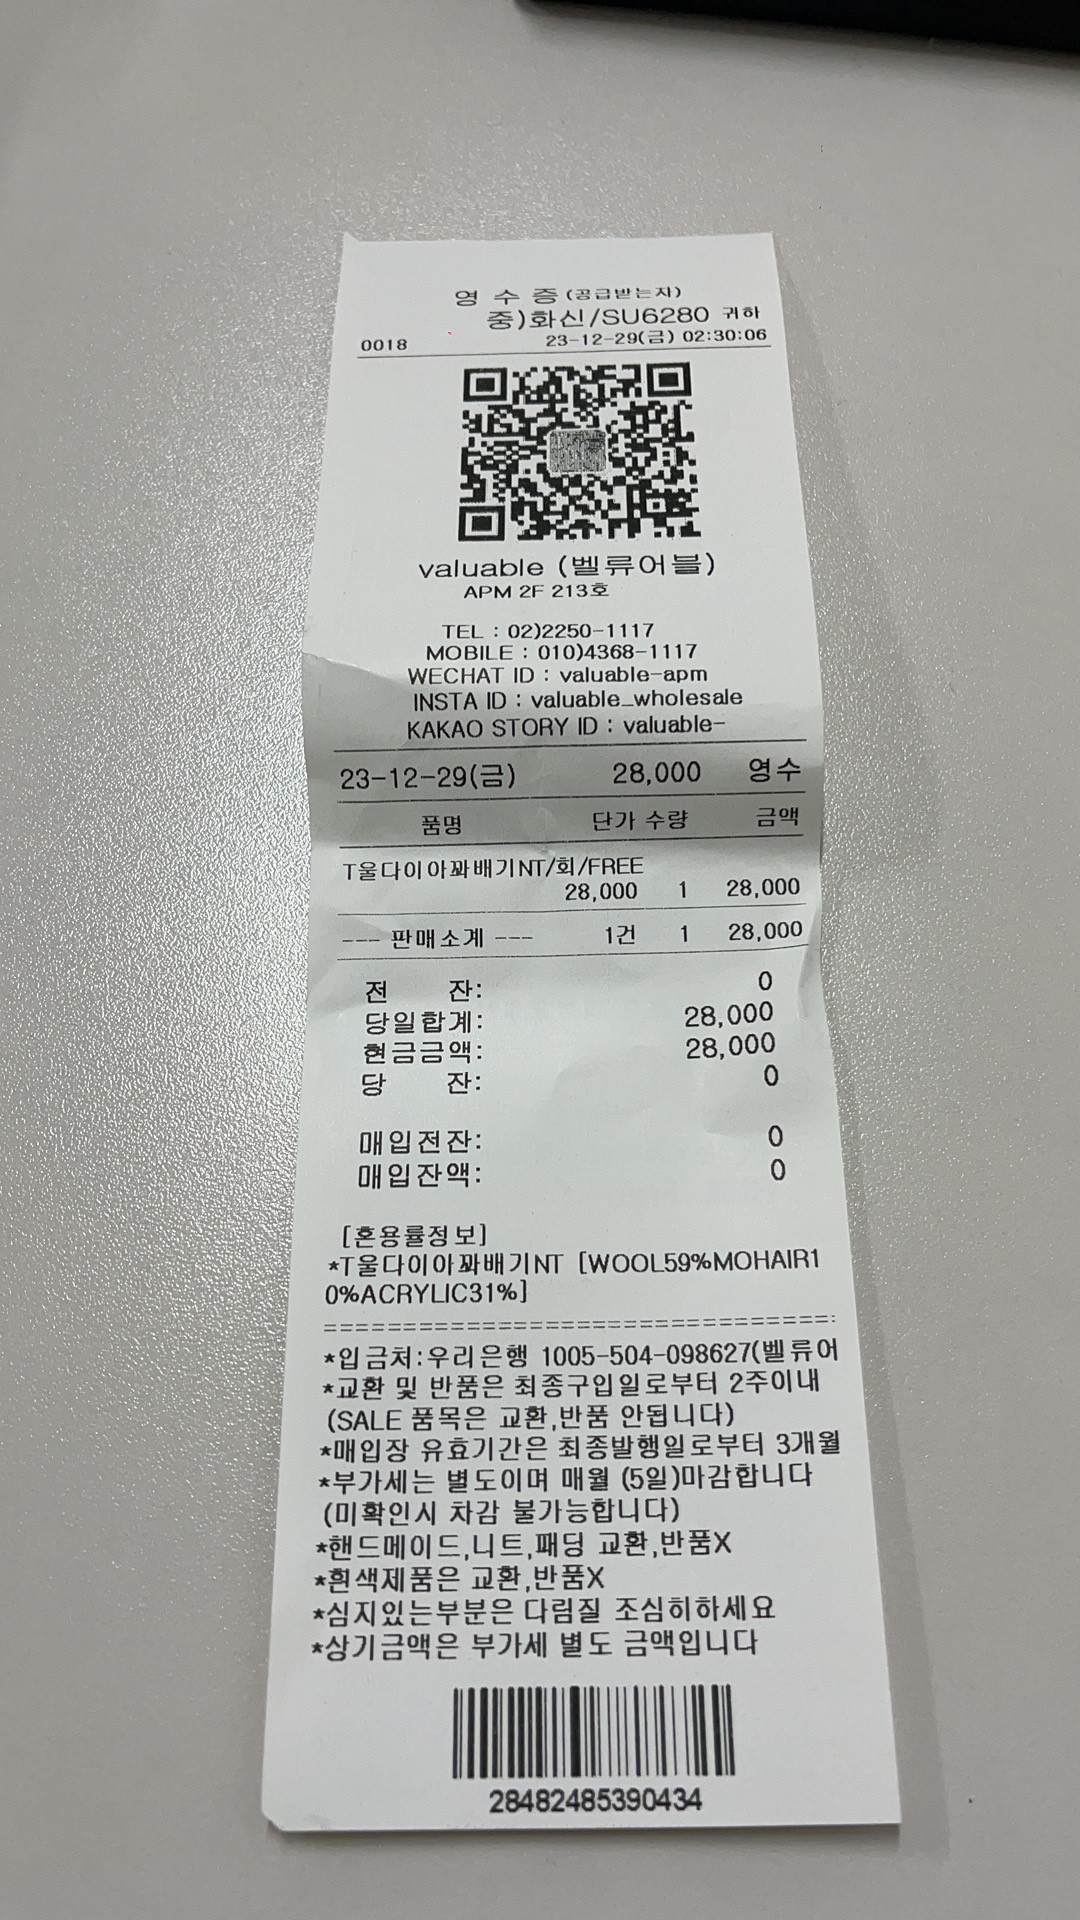 영 수 증 (공급받는자)
중)화신/SU6280 귀하
0018 23-12-29(금) 02:30:06
valuable (벨류어블)
APM 2F 213호
TEL : 02)2250-1117
MOBILE : 010)4368-1117
WECHAT ID : valuable-apm
INSTA ID : valuable_wholesale
KAKAO STORY ID : valuable-
23-12-29(금) 28,000 영수
품명 단가 수량 금액
T울다이아꽈배기NT/회/FREE
28,000 1 28,000
--- 판매소계 --- 1건 1 28,000
전 잔: 0
당일합계: 28,000
현금금액: 28,000
당 잔: 0
매입전잔: 0
매입잔액: 0
[혼용률정보]
*T울다이아꽈배기NT [WOOL59%MOHAIR1
0%ACRYLIC31%]
================================
*입금처:우리은행 1005-504-098627(벨류어
*교환 및 반품은 최종구입일로부터 2주이내
(SALE 품목은 교환,반품 안됩니다)
*매입장 유효기간은 최종발행일로부터 3개월
*부가세는 별도이며 매월 (5일)마감합니다
(미확인시 차감 불가능합니다)
*핸드메이드,니트,패딩 교환,반품X
*흰색제품은 교환,반품X
*심지있는부분은 다림질 조심히하세요
*상기금액은 부가세 별도 금액입니다
28482485390434